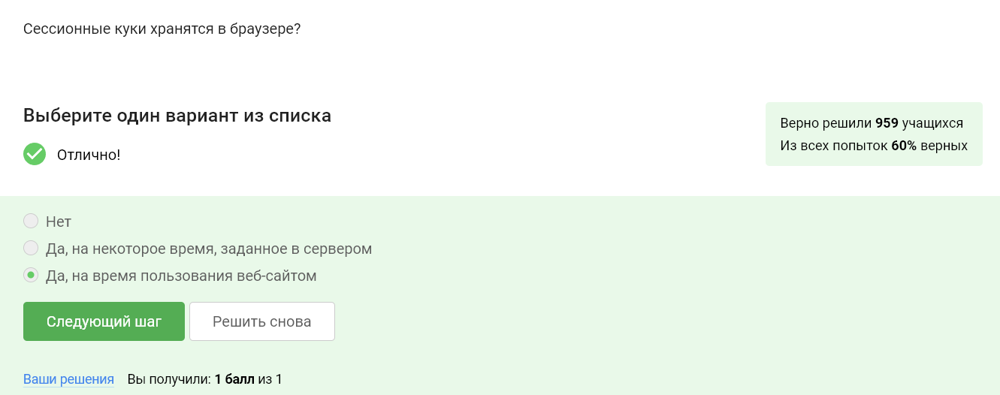 Сессионные куки хранятся в браузере?
Выберите один вариант из списка
Верно решили 959 учащихся
Из всех попыток 60% верных
Отлично!
Нет
Да, на некоторое время, заданное в сервером
Да, на время пользования веб-сайтом
Следующий шаг
Решить снова
Ваши решения Вы получили: 1 балл из 1